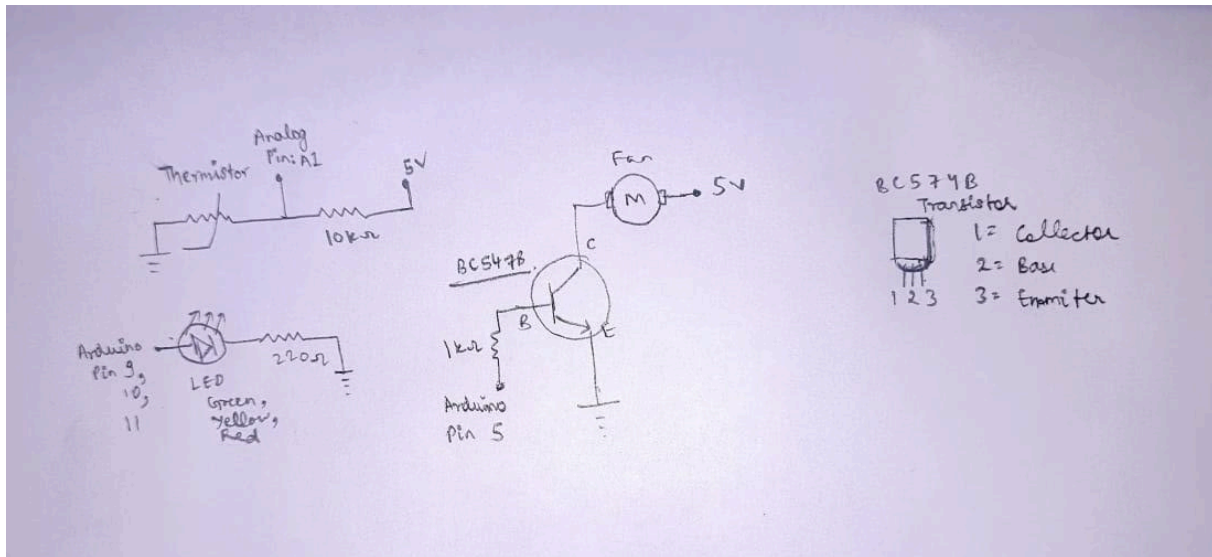 Thermistor
Analog
Pin: A1
5V
10kΩ
Arduino
Pin 9,
10,
11
LED
Green,
Yellow,
Red
220Ω
Fan
M
5V
BC547B.
C
B
E
1kΩ
Arduino
Pin 5
BC574B
Transistor
1 2 3
1= Collector
2= Base
3= Emmiter